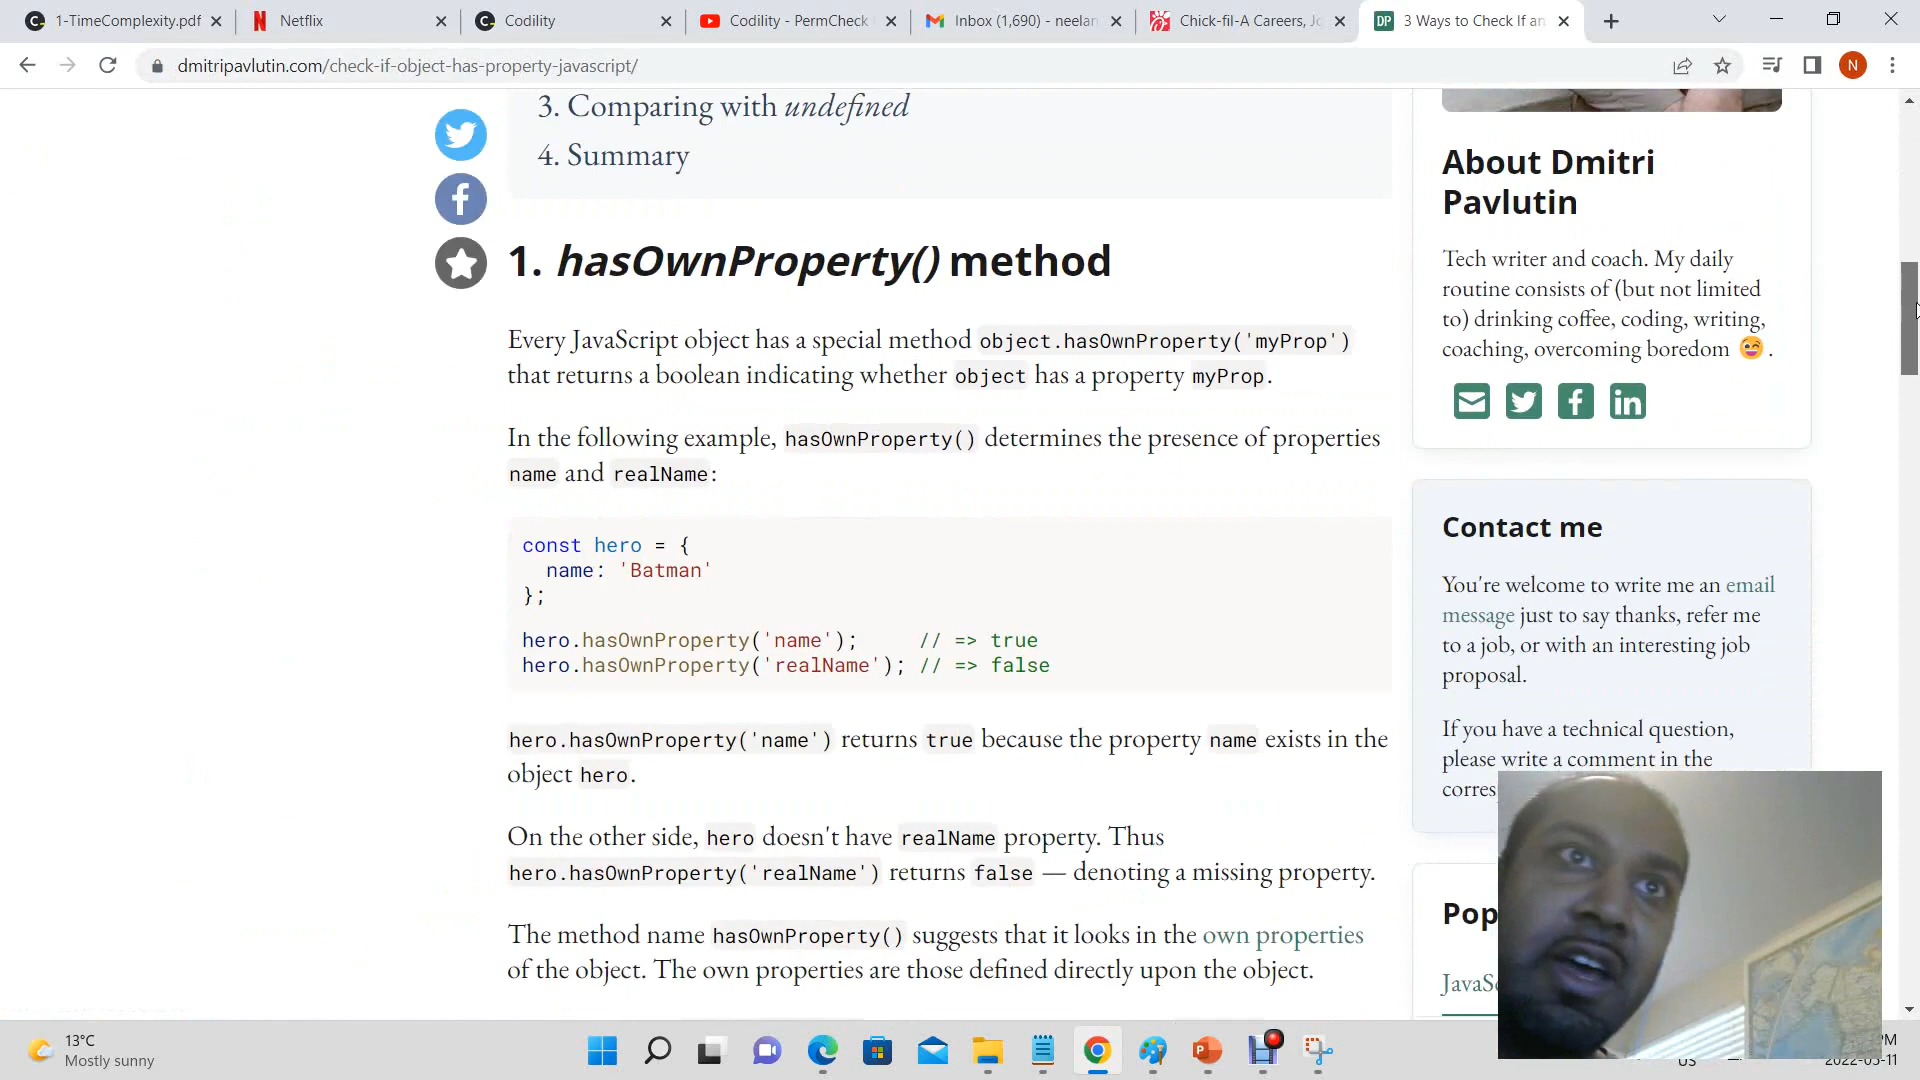 1-TimeComplexity.pdf
Netflix
Codility
Codility - PermCheck
Inbox (1,690) - neelan
Chick-fil-A Careers, Jo
DP 3 Ways to Check If an
dmitripavlutin.com/check-if-object-has-property-javascript/
N
3. Comparing with undefined
4. Summary
1. hasOwnProperty() method
Every JavaScript object has a special method object.hasOwnProperty('myProp')
that returns a boolean indicating whether object has a property myProp.
In the following example, hasOwnProperty() determines the presence of properties
name and realName:
const hero = {
name: 'Batman'
};
hero.hasOwnProperty('name'); // => true
hero.hasOwnProperty('realName'); // => false
hero.hasOwnProperty('name') returns true because the property name exists in the
object hero.
On the other side, hero doesn't have realName property. Thus
hero.hasOwnProperty('realName') returns false — denoting a missing property.
The method name hasOwnProperty() suggests that it looks in the own properties
of the object. The own properties are those defined directly upon the object.
About Dmitri
Pavlutin
Tech writer and coach. My daily
routine consists of (but not limited
to) drinking coffee, coding, writing,
coaching, overcoming boredom 😅 .
Contact me
You're welcome to write me an email
message just to say thanks, refer me
to a job, or with an interesting job
proposal.
If you have a technical question,
please write a comment in the
corres
Pop
JavaSc
13°C
Mostly sunny
PM
US
2022-05-11